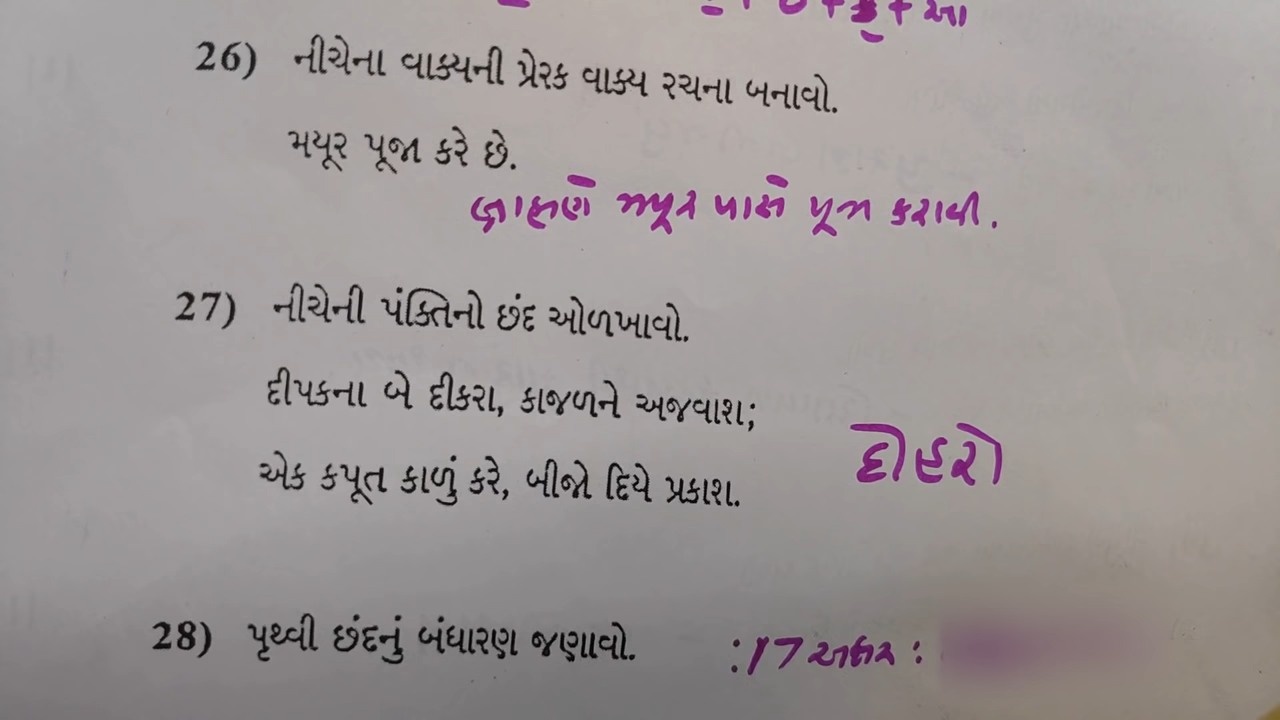 + આ
26) નીચેના વાક્યની પ્રેરક વાક્ય રચના બનાવો.
મયૂર પૂજા કરે છે.
બ્રાહ્મણે મયૂર પાસે પૂજા કરાવી.
27) નીચેની પંક્તિનો છંદ ઓળખાવો.
દીપકના બે દીકરા, કાજળને અજવાશ;
દોહરો
એક કપૂત કાળું કરે, બીજો દિયે પ્રકાશ.
28) પૃથ્વી છંદનું બંધારણ જણાવો. : 17 અક્ષર :